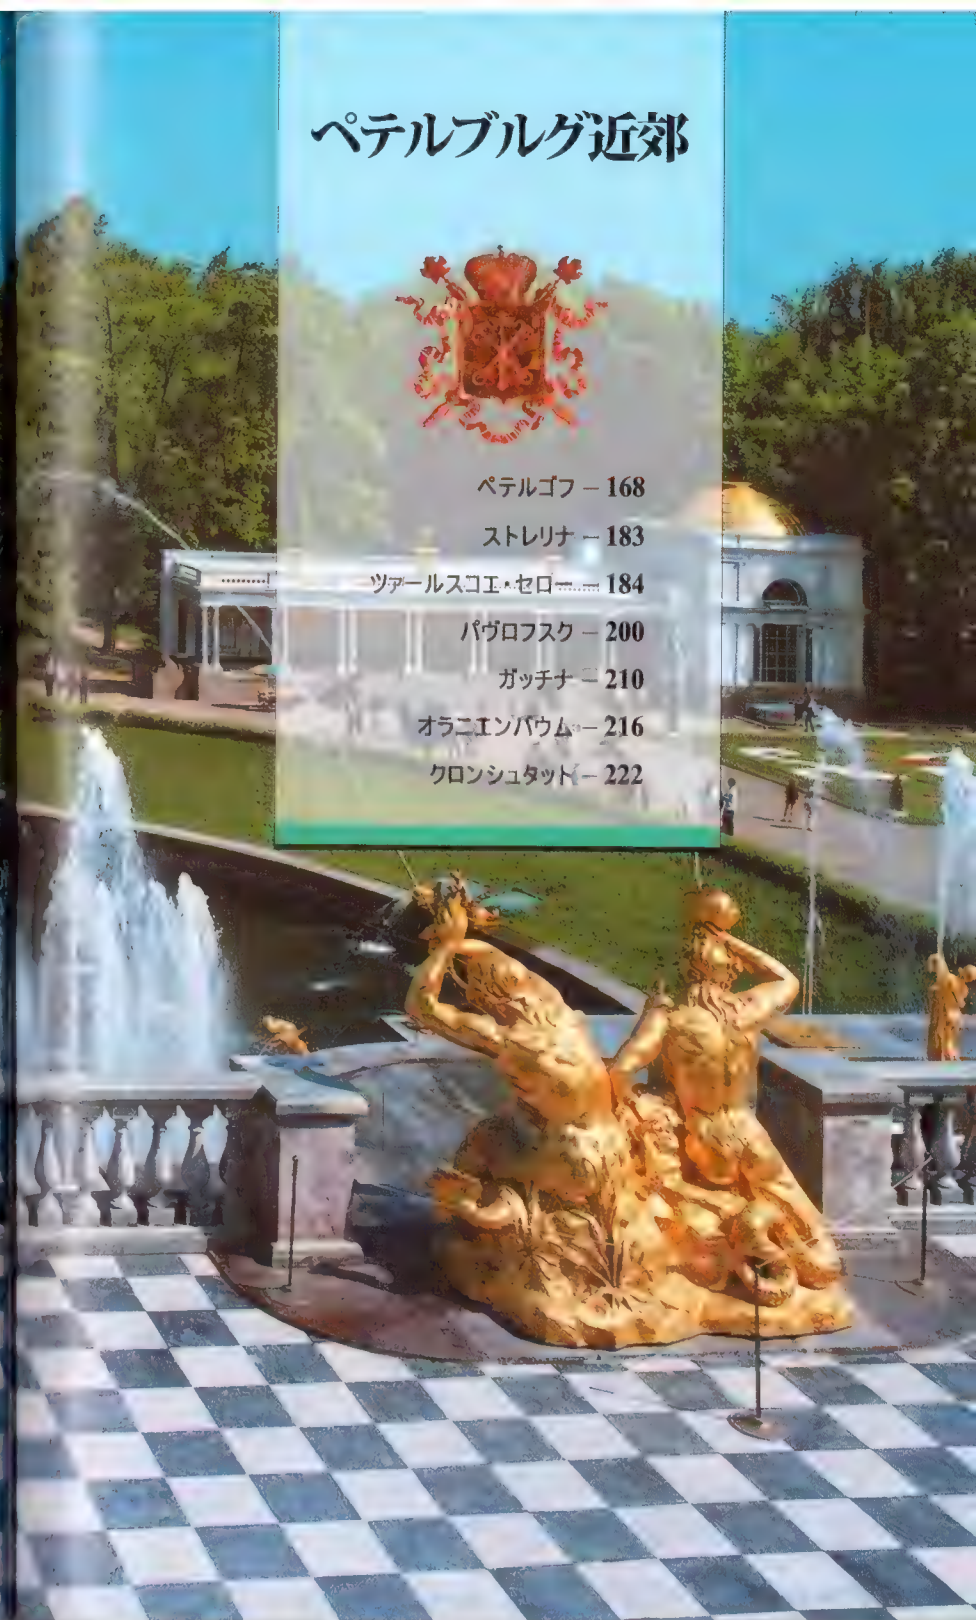 ペテルブルグ近郊
ペテルゴフ – 168
ストレリナ – 183
ツァールスコエ・セロー – 184
パヴロフスク – 200
ガッチナ – 210
オラニエンバウム – 216
クロンシュタット – 222